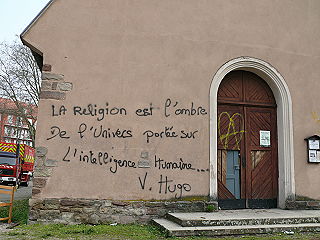 LA Religion est l'ombre
De l'Univers portée sur
L'intelligence Humaine...
V. Hugo